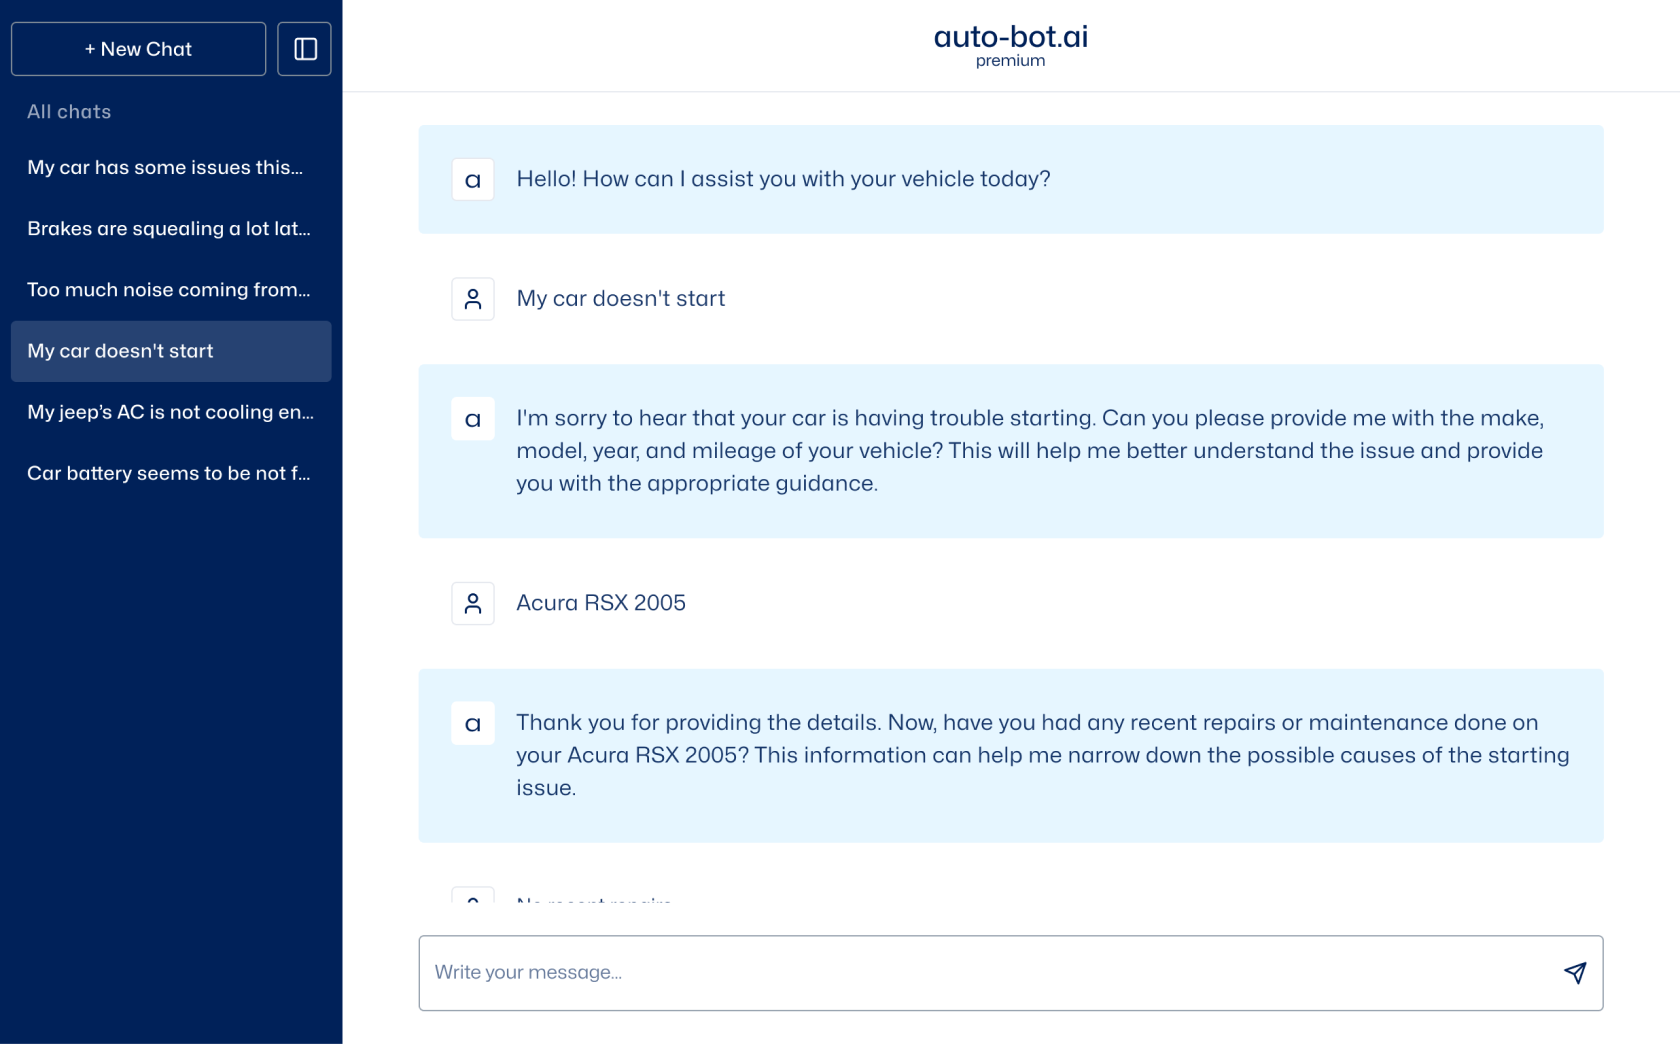 + New Chat
All chats
My car has some issues this...
Brakes are squealing a lot lat...
Too much noise coming from...
My car doesn't start
My jeep’s AC is not cooling en...
Car battery seems to be not f...
auto-bot.ai
premium
a
Hello! How can I assist you with your vehicle today?
My car doesn't start
a
I'm sorry to hear that your car is having trouble starting. Can you please provide me with the make,
model, year, and mileage of your vehicle? This will help me better understand the issue and provide
you with the appropriate guidance.
Acura RSX 2005
a
Thank you for providing the details. Now, have you had any recent repairs or maintenance done on
your Acura RSX 2005? This information can help me narrow down the possible causes of the starting
issue.
No recent repairs
Write your message...